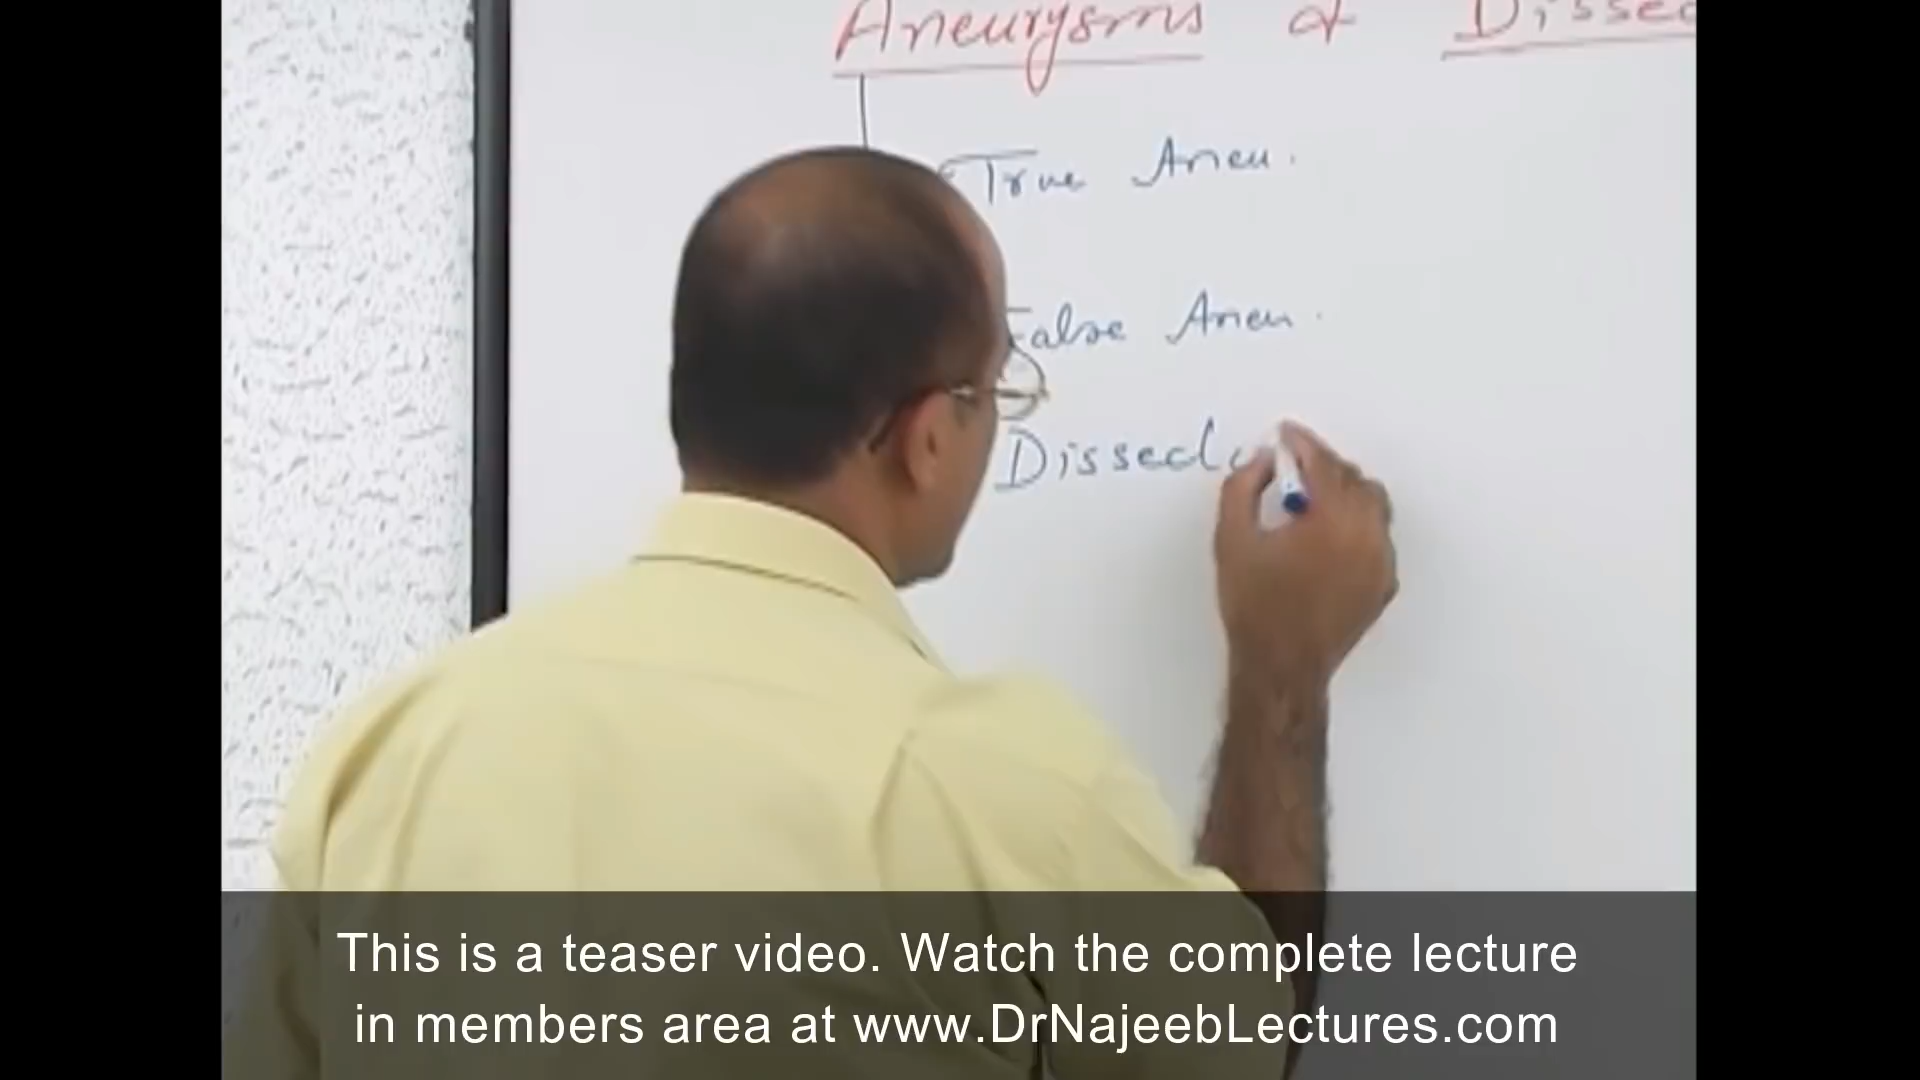 Aneurysms & Dissec
True Aneu.
False Aneu.
Dissec
This is a teaser video. Watch the complete lecture
in members area at www.DrNajeebLectures.com